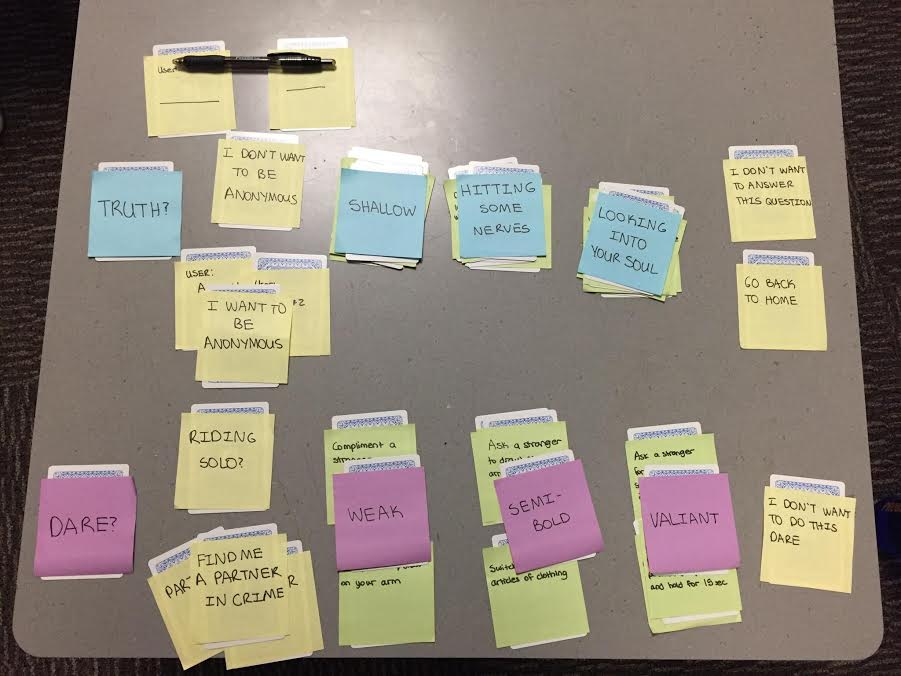 User
I DON'T WANT
TO BE
ANONYMOUS
TRUTH?
SHALLOW
HITTING
SOME
NERVES
LOOKING
INTO
YOUR SOUL
I DON'T WANT
TO ANSWER
THIS QUESTION
USER:
#2
I WANT TO
BE
ANONYMOUS
GO BACK
TO HOME
RIDING
SOLO?
Compliment a
Ask a stranger
Ask a stranger
DARE?
WEAK
SEMI-
BOLD
VALIANT
I DON'T WANT
TO DO THIS
DARE
FIND ME
A PARTNER
IN CRIME
on your arm
articles of clothing
and hold for 15 sec